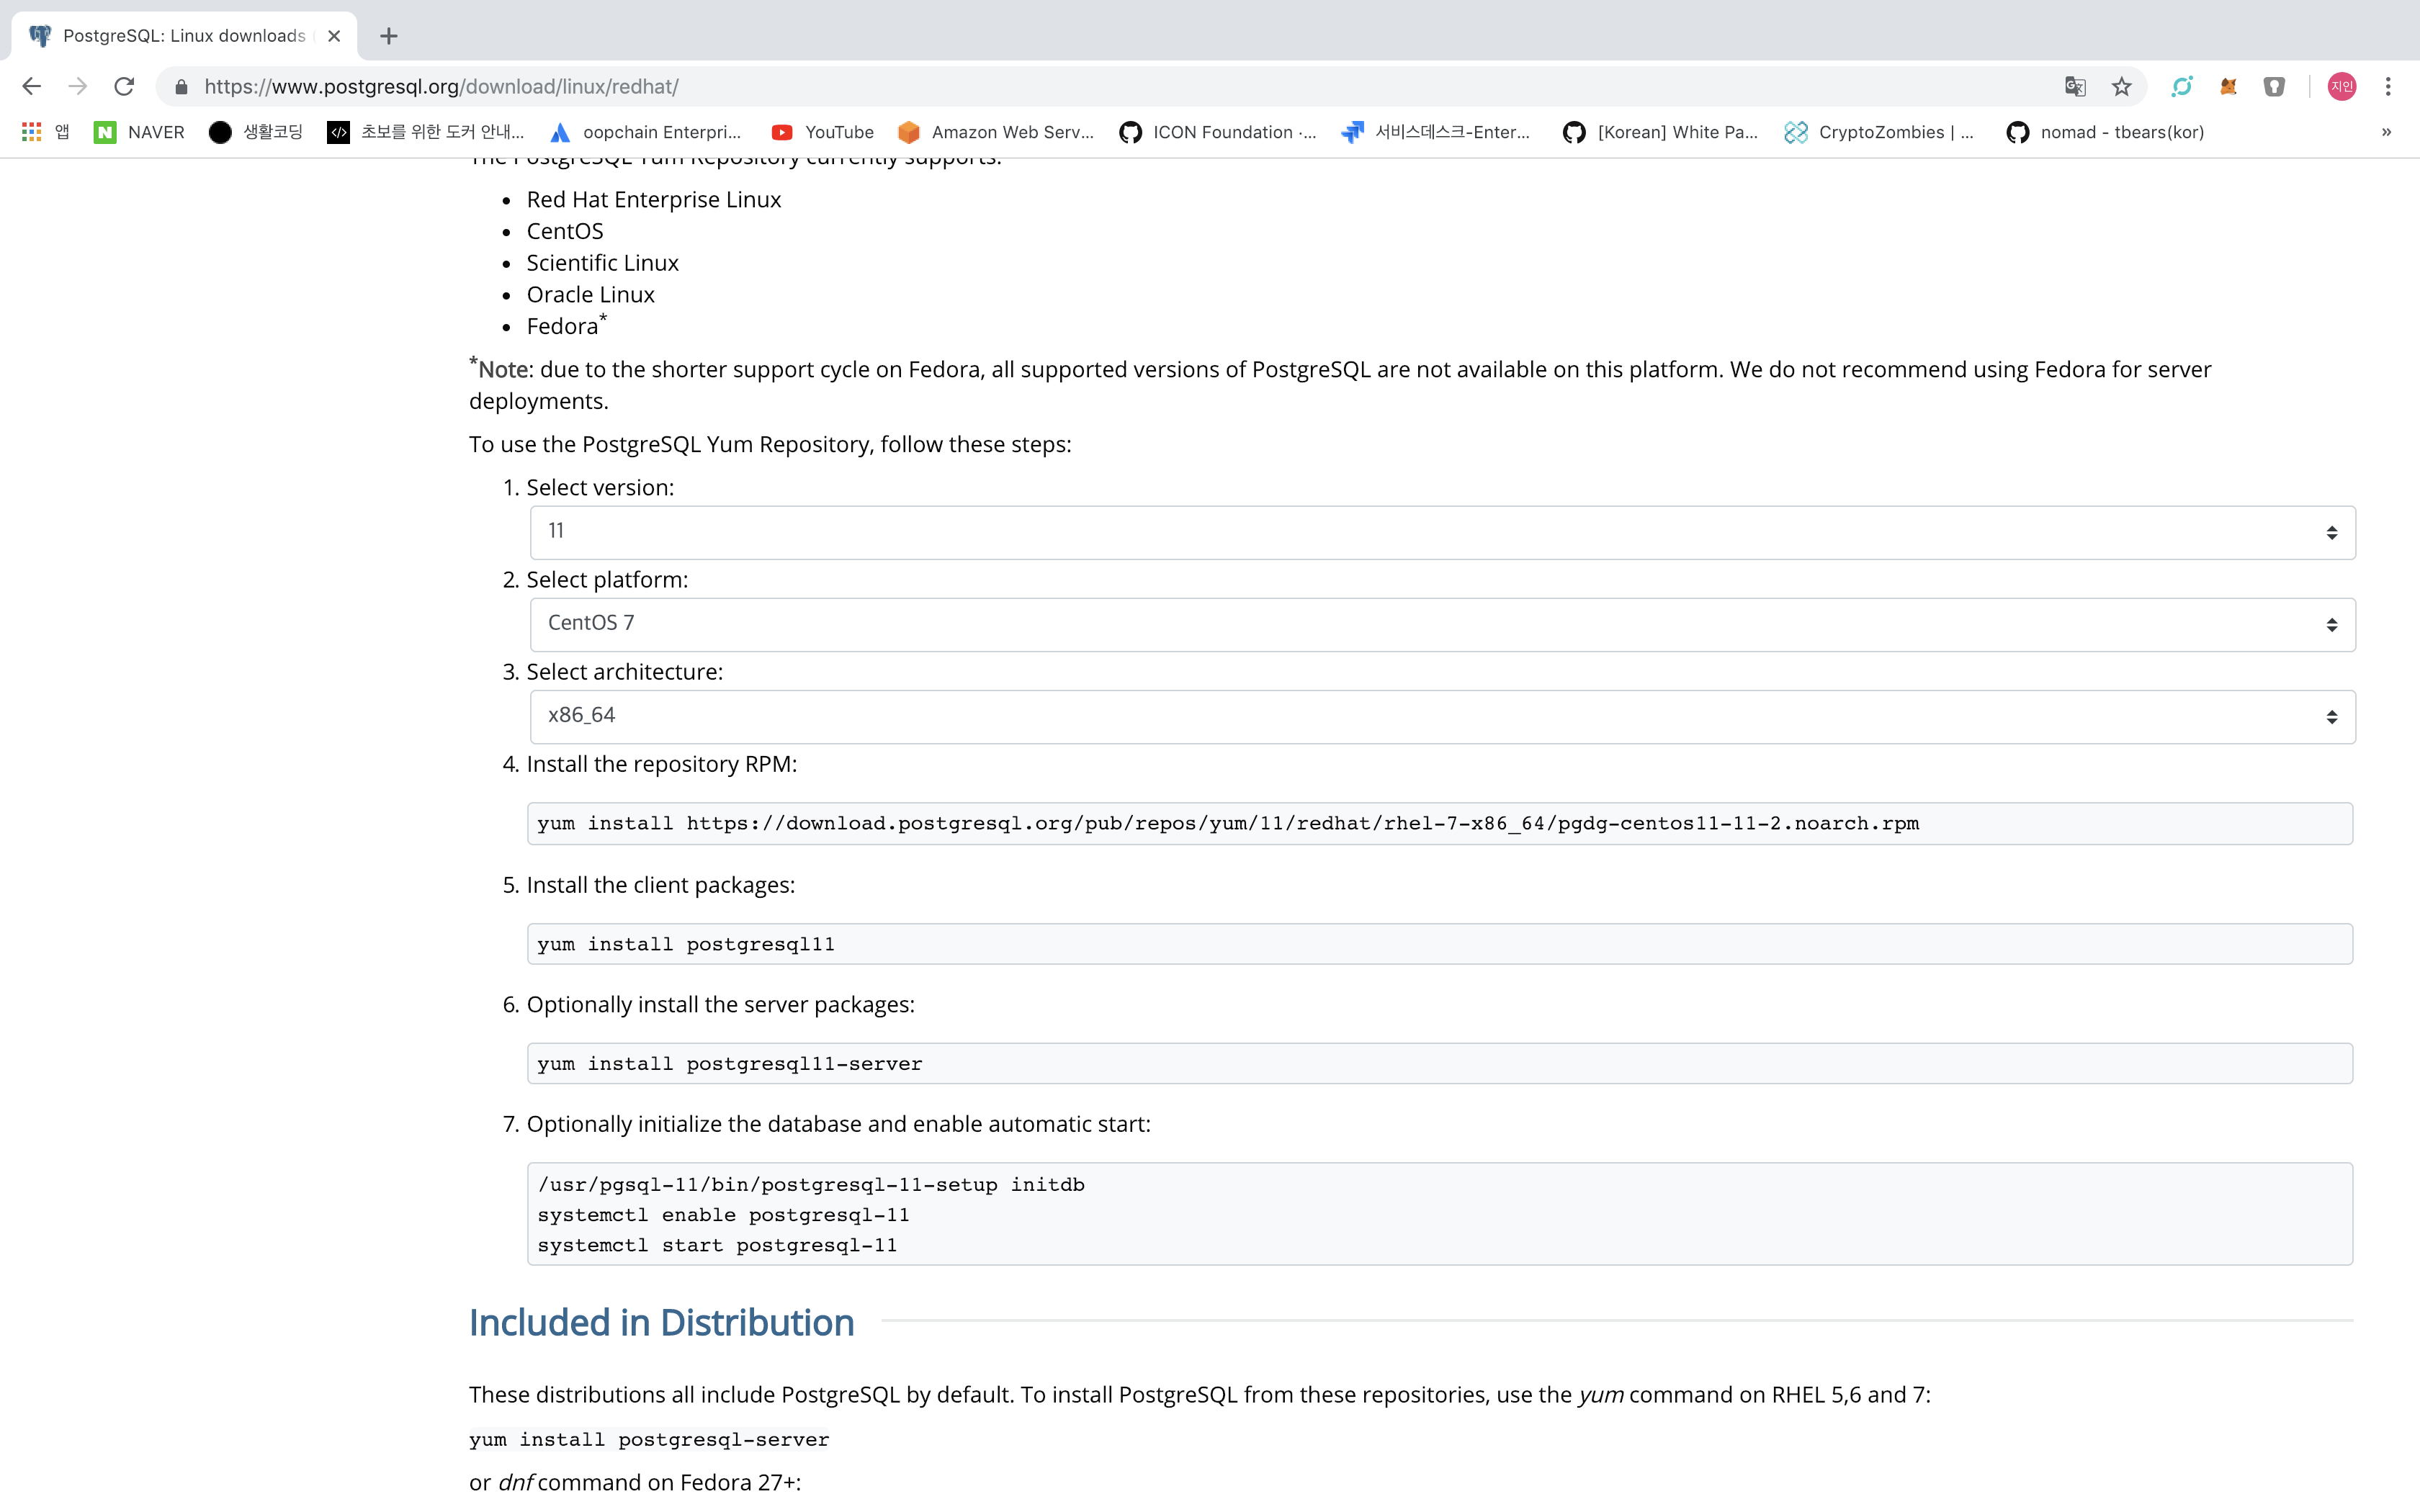 PostgreSQL: Linux downloads
https://www.postgresql.org/download/linux/redhat/
지인
앱
NAVER
생활코딩
초보를 위한 도커 안내...
oopchain Enterpri...
YouTube
Amazon Web Serv...
ICON Foundation ·...
서비스데스크-Enter...
[Korean] White Pa...
CryptoZombies | ...
nomad - tbears(kor)
»
The PostgreSQL Yum Repository currently supports:
• Red Hat Enterprise Linux
• CentOS
• Scientific Linux
• Oracle Linux
• Fedora*
*Note: due to the shorter support cycle on Fedora, all supported versions of PostgreSQL are not available on this platform. We do not recommend using Fedora for server
deployments.
To use the PostgreSQL Yum Repository, follow these steps:
1. Select version:
11
2. Select platform:
CentOS 7
3. Select architecture:
x86_64
4. Install the repository RPM:
yum install https://download.postgresql.org/pub/repos/yum/11/redhat/rhel-7-x86_64/pgdg-centos11-11-2.noarch.rpm
5. Install the client packages:
yum install postgresql11
6. Optionally install the server packages:
yum install postgresql11-server
7. Optionally initialize the database and enable automatic start:
/usr/pgsql-11/bin/postgresql-11-setup initdb
systemctl enable postgresql-11
systemctl start postgresql-11
Included in Distribution
These distributions all include PostgreSQL by default. To install PostgreSQL from these repositories, use the yum command on RHEL 5,6 and 7:
yum install postgresql-server
or dnf command on Fedora 27+: